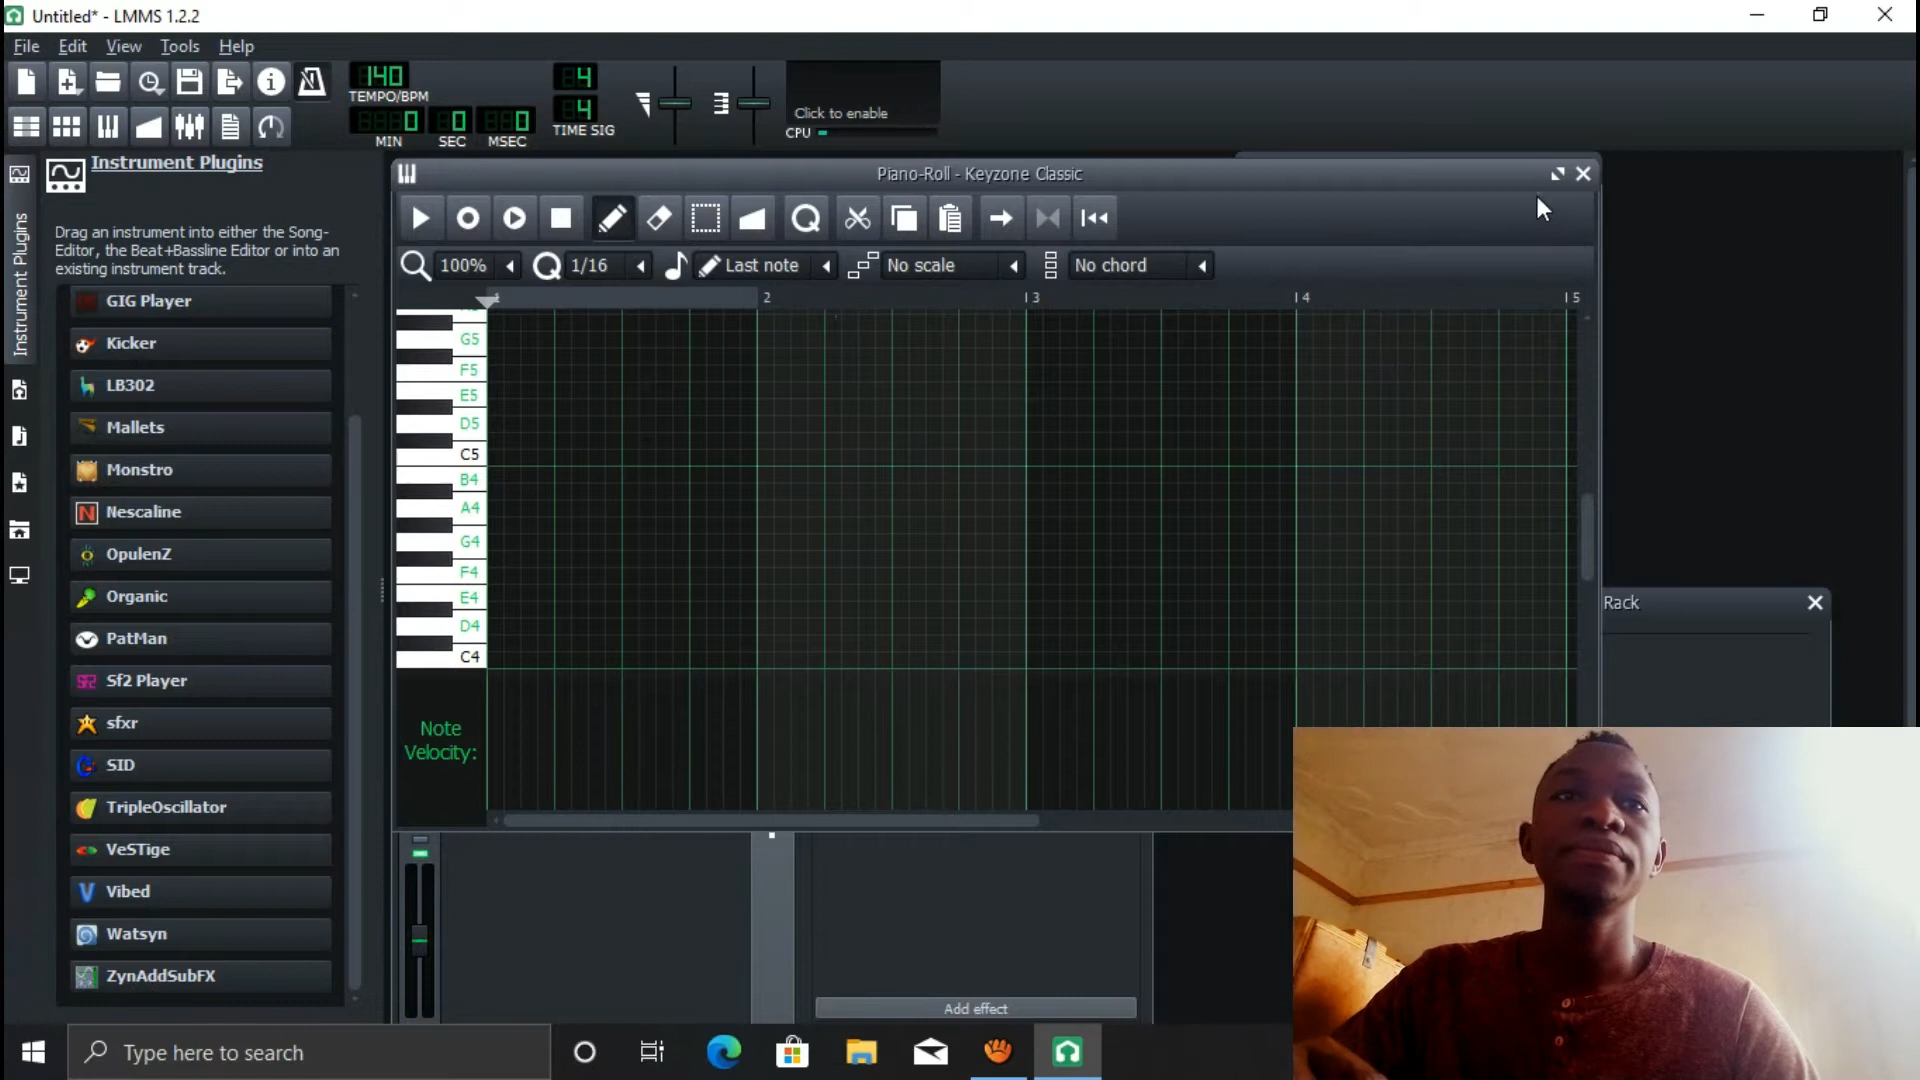 Untitled* - LMMS 1.2.2
File Edit View Tools Help
140
TEMPO/BPM
0 0 0
MIN SEC MSEC
4
4
TIME SIG
Click to enable
CPU
Instrument Plugins
Instrument Plugins
Drag an instrument into either the Song-
Editor, the Beat+Bassline Editor or into an
existing instrument track.
GIG Player
Kicker
LB302
Mallets
Monstro
Nescaline
OpulenZ
Organic
PatMan
Sf2 Player
sfxr
SID
TripleOscillator
VeSTige
Vibed
Watsyn
ZynAddSubFX
Piano-Roll - Keyzone Classic
100% 1/16 Last note No scale No chord
1 2 3 4 5
G5
F5
E5
D5
C5
B4
A4
G4
F4
E4
D4
C4
Note
Velocity:
Rack
Add effect
Type here to search